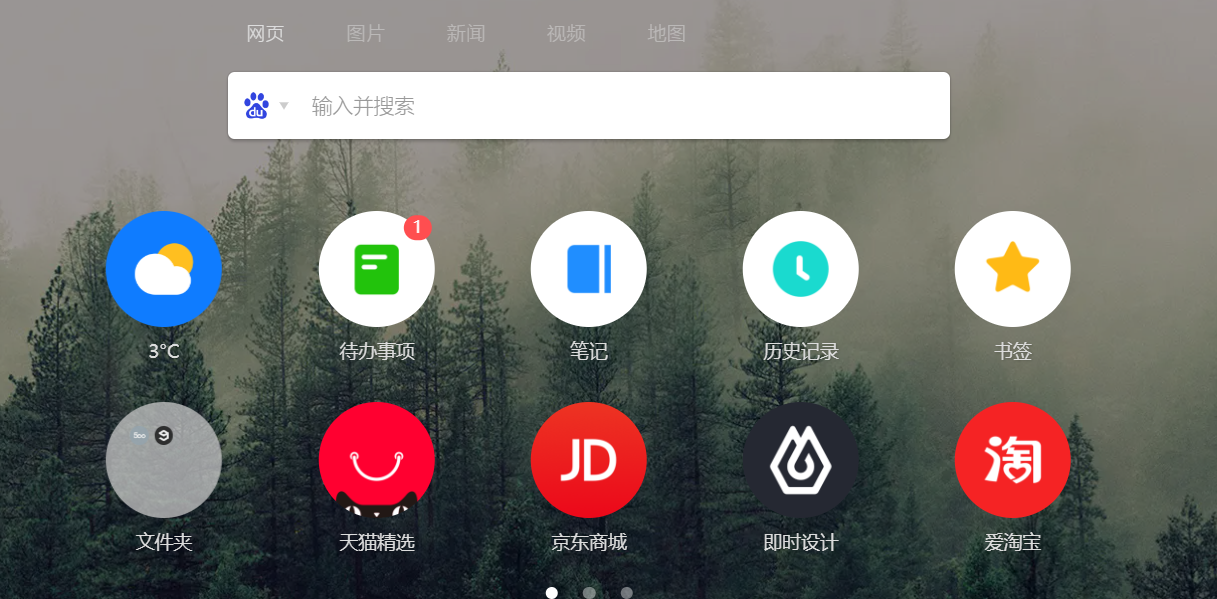 网页 图片 新闻 视频 地图
du 输入并搜索
1
3°C 待办事项 笔记 历史记录 书签
JD 淘
文件夹 天猫精选 京东商城 即时设计 爱淘宝